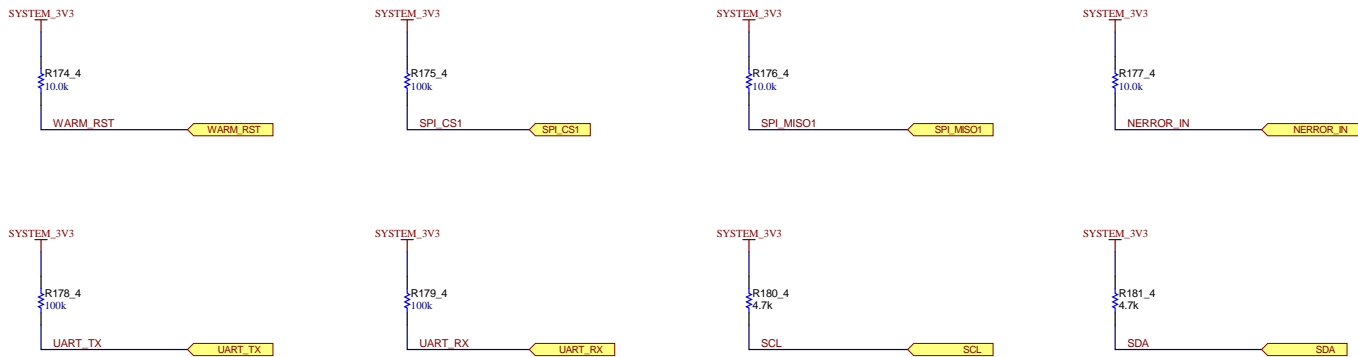 SYSTEM_3V3
R174_4
10.0k
WARM_RST
WARM_RST
SYSTEM_3V3
R175_4
100k
SPI_CS1
SPI_CS1
SYSTEM_3V3
R176_4
10.0k
SPI_MISO1
SPI_MISO1
SYSTEM_3V3
R177_4
10.0k
NERROR_IN
NERROR_IN
SYSTEM_3V3
R178_4
100k
UART_TX
UART_TX
SYSTEM_3V3
R179_4
100k
UART_RX
UART_RX
SYSTEM_3V3
R180_4
4.7k
SCL
SCL
SYSTEM_3V3
R181_4
4.7k
SDA
SDA